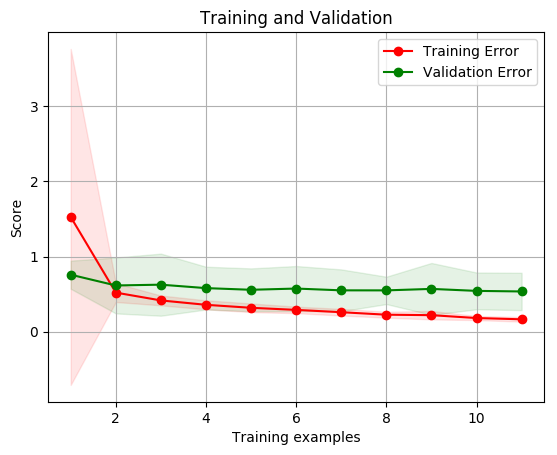 Training and Validation
Training Error
Validation Error
3
2
1
0
Score
2
4
6
8
10
Training examples